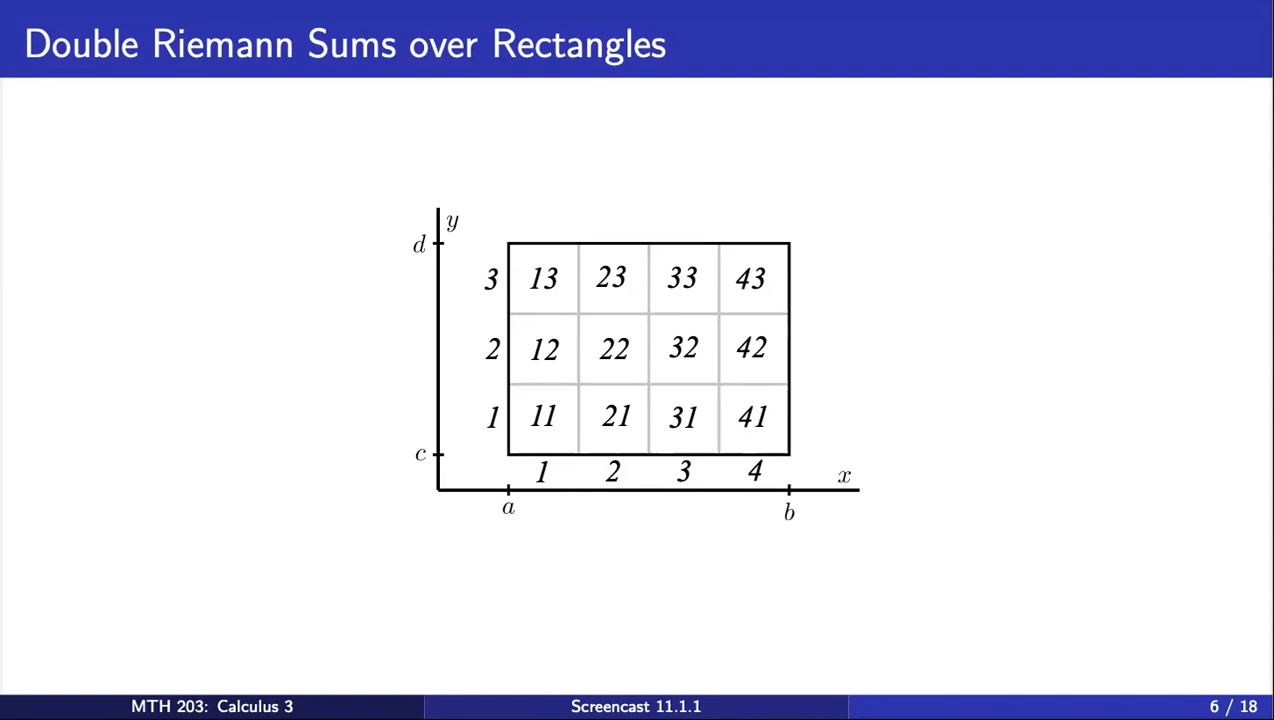 Double Riemann Sums over Rectangles
y
d
3 13 23 33 43
2 12 22 32 42
1 11 21 31 41
c
1 2 3 4
x
a b
MTH 203: Calculus 3 Screencast 11.1.1 6 / 18